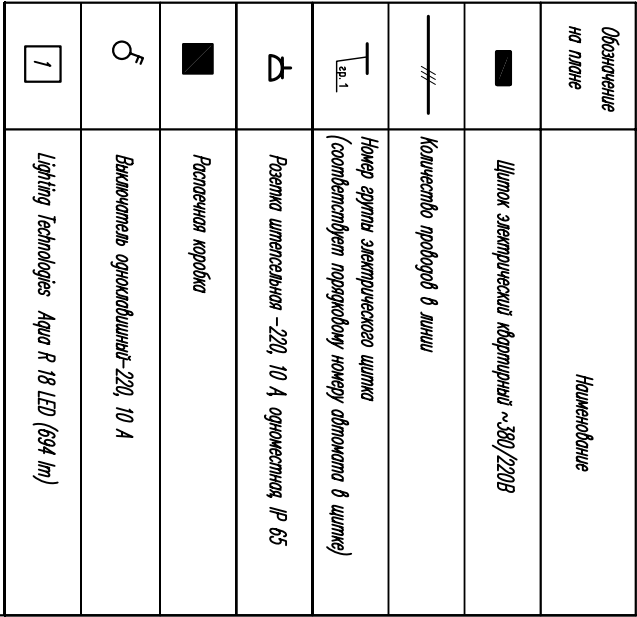 Обозначение
на плане
Наименование
Щиток электрический квартирный ~380/220В
Количество проводов в линии
гр. 1
Номер группы электрического щитка
(соответствует порядковому номеру автомата в щитке)
Розетка штепсельная -220, 10 А, одноместная, IP 65
Распаечная коробка
Выключатель одноклавишный-220, 10 А
1
Lighting Technologies Aqua R 18 LED (694 lm)